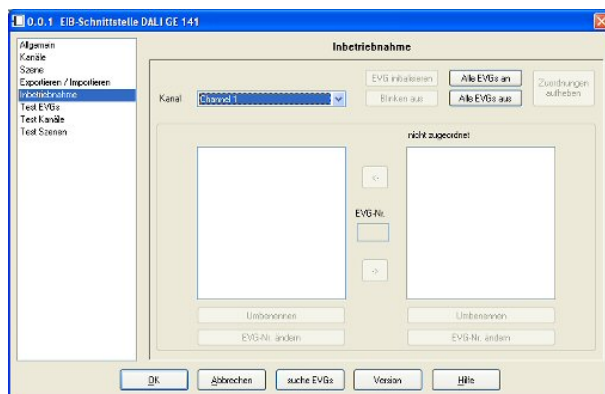 0.0.1 EIB-Schnittstelle DALI GE 141
Allgemein
Kanäle
Szene
Exportieren / Importieren
Inbetriebnahme
Test EVGs
Test Kanäle
Test Szenen
Inbetriebnahme
Kanal
Channel 1
EVG initialisieren
Alle EVGs an
Zuordnungen aufheben
Blinken aus
Alle EVGs aus
nicht zugeordnet
<-
EVG-Nr.
->
Umbenennen
Umbenennen
EVG-Nr. ändern
EVG-Nr. ändern
OK
Abbrechen
suche EVGs
Version
Hilfe